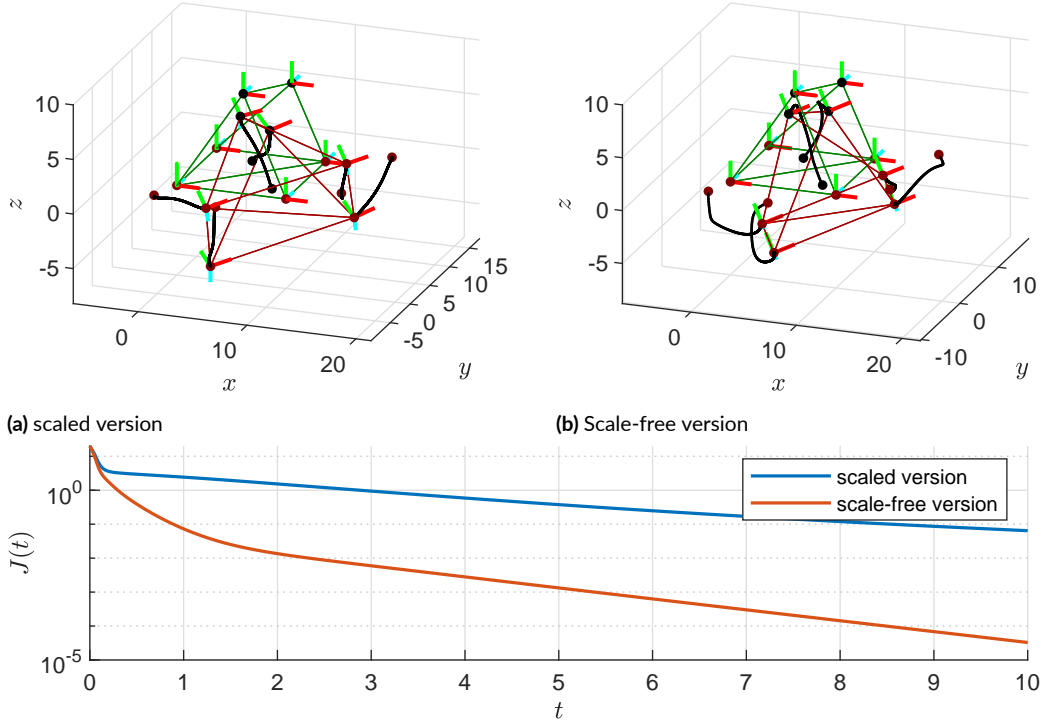 10
5
0
-5
z
0
10
20
x
-5
0
5
10
15
y
10
5
0
-5
z
0
10
20
x
-10
0
10
y
(a) scaled version
(b) Scale-free version
10^0
10^-5
J(t)
scaled version
scale-free version
0 1 2 3 4 5 6 7 8 9 10
t